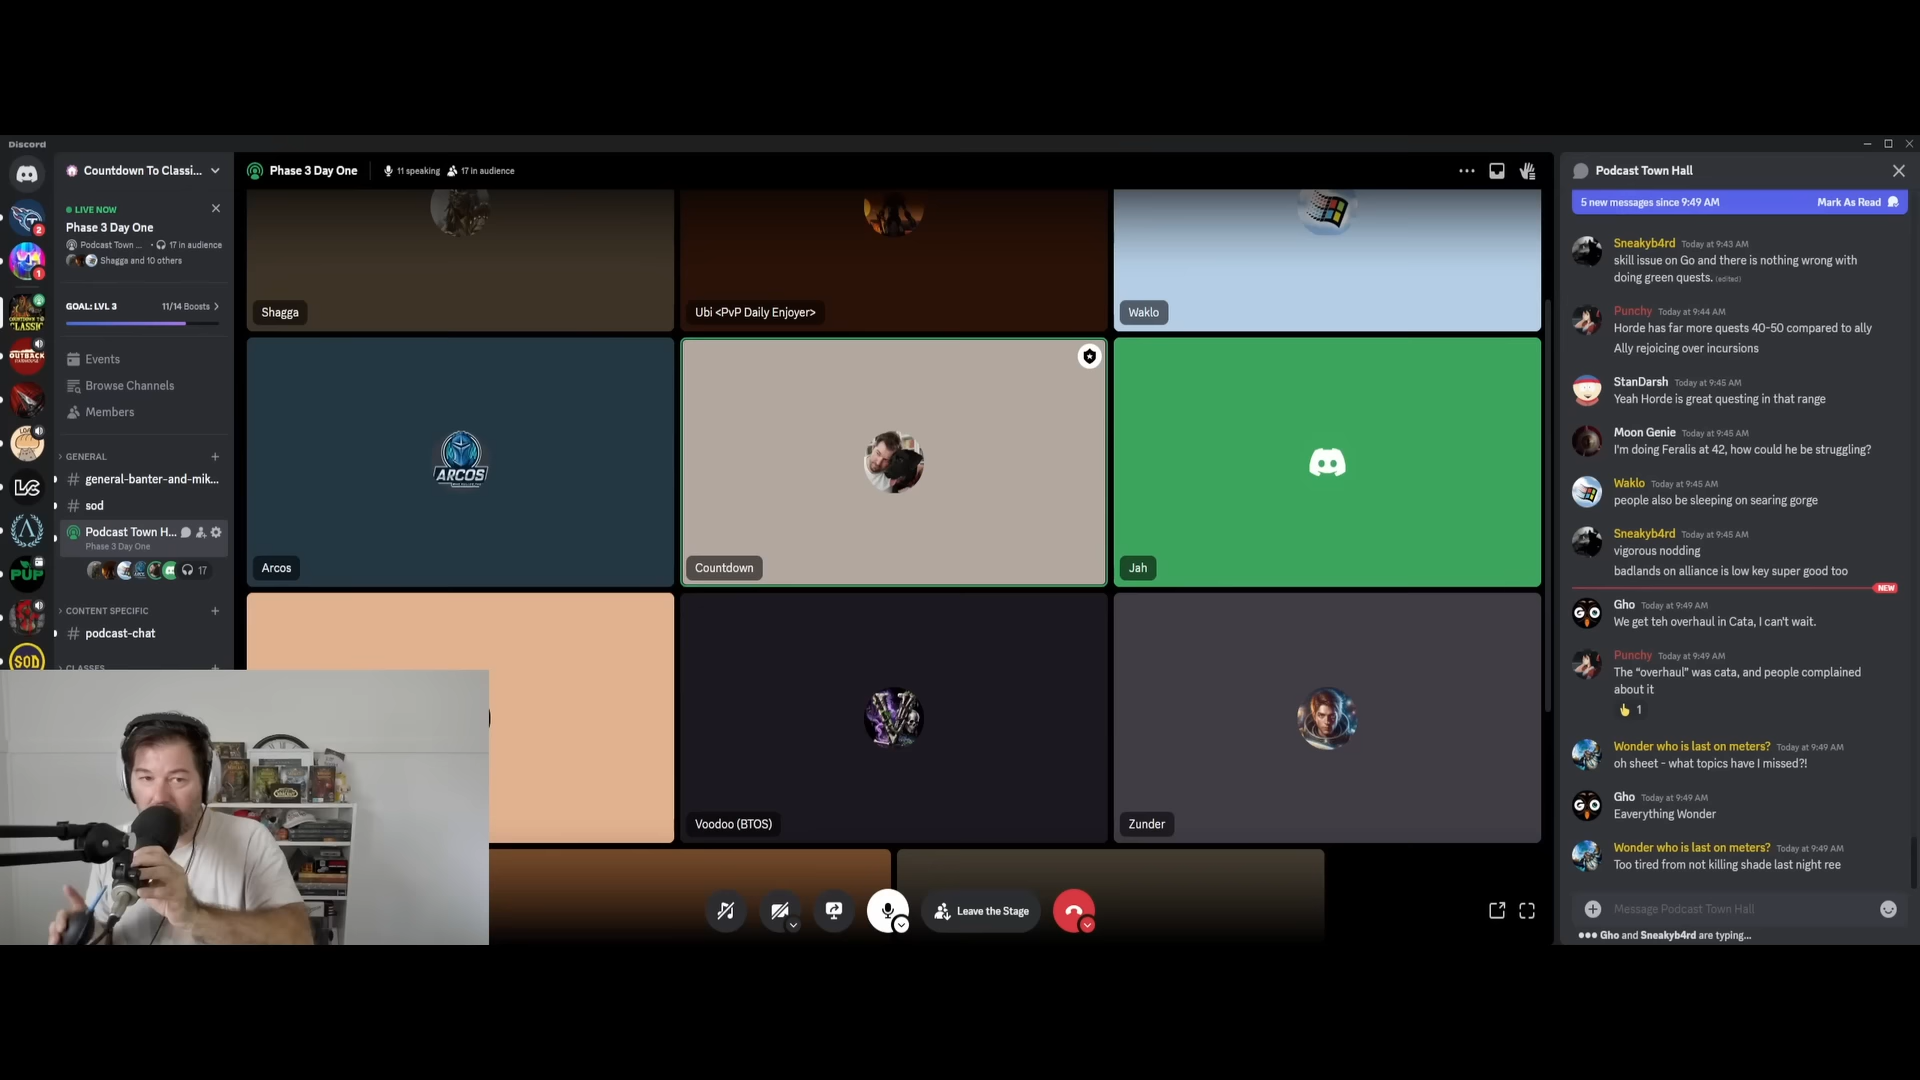 Discord
Countdown To Classi...
LIVE NOW
Phase 3 Day One
Podcast Town ... • 17 in audience
Shagga and 10 others
GOAL: LVL 3 11/14 Boosts
Events
Browse Channels
Members
GENERAL
general-banter-and-mik...
sod
Podcast Town H...
Phase 3 Day One
17
CONTENT SPECIFIC
podcast-chat
CLASSES
2
1
COUNTDOWN TO
CLASSIC
OUTBACK
PUP
SOD
Phase 3 Day One 11 speaking 17 in audience
Shagga
Ubi <PvP Daily Enjoyer>
Waklo
ARCOS
Arcos
Countdown
Jah
Voodoo (BTOS)
Zunder
Leave the Stage
Podcast Town Hall
5 new messages since 9:49 AM Mark As Read
Sneakyb4rd Today at 9:43 AM
skill issue on Go and there is nothing wrong with
doing green quests. (edited)
Punchy Today at 9:44 AM
Horde has far more quests 40-50 compared to ally
Ally rejoicing over incursions
StanDarsh Today at 9:45 AM
Yeah Horde is great questing in that range
Moon Genie Today at 9:45 AM
I'm doing Feralis at 42, how could he be struggling?
Waklo Today at 9:45 AM
people also be sleeping on searing gorge
Sneakyb4rd Today at 9:45 AM
vigorous nodding
badlands on alliance is low key super good too
NEW
Gho Today at 9:49 AM
We get teh overhaul in Cata, I can't wait.
Punchy Today at 9:49 AM
The "overhaul" was cata, and people complained
about it
1
Wonder who is last on meters? Today at 9:49 AM
oh sheet - what topics have I missed?!
Gho Today at 9:49 AM
Eaverything Wonder
Wonder who is last on meters? Today at 9:49 AM
Too tired from not killing shade last night ree
Message Podcast Town Hall
Gho and Sneakyb4rd are typing...